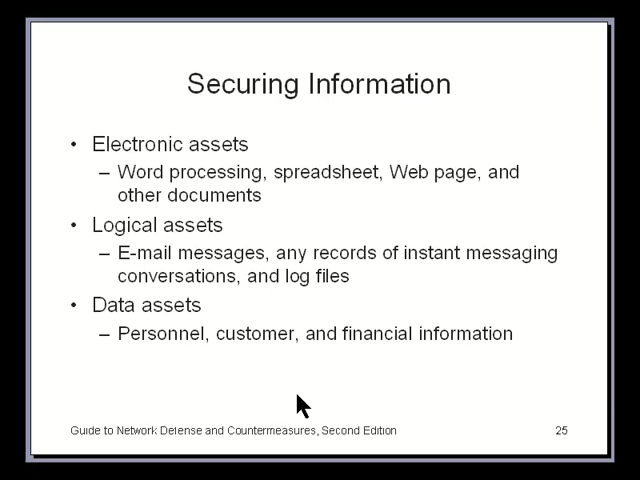 Securing Information
• Electronic assets
– Word processing, spreadsheet, Web page, and
other documents
• Logical assets
– E-mail messages, any records of instant messaging
conversations, and log files
• Data assets
– Personnel, customer, and financial information
Guide to Network Defense and Countermeasures, Second Edition
25